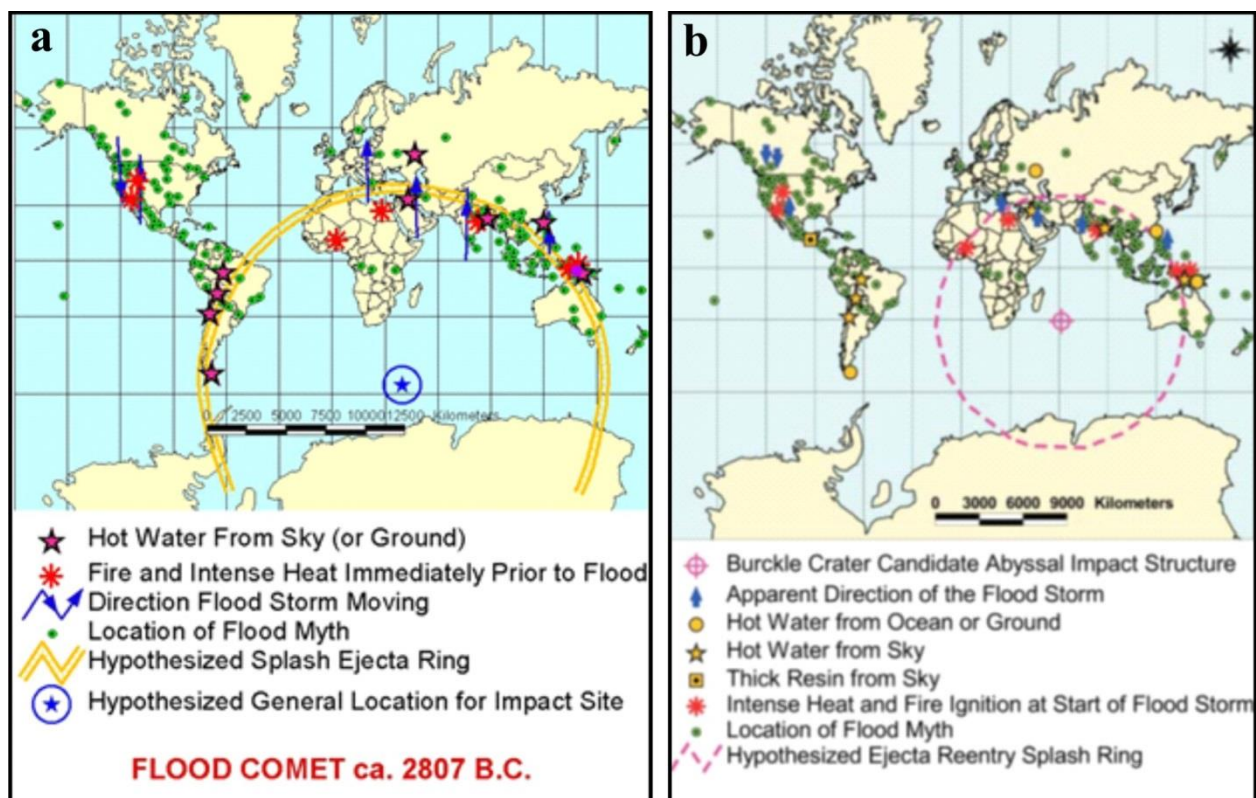 a
0 2500 5000 7500 10000 12500 Kilometers
Hot Water From Sky (or Ground)
Fire and Intense Heat Immediately Prior to Flood
Direction Flood Storm Moving
Location of Flood Myth
Hypothesized Splash Ejecta Ring
Hypothesized General Location for Impact Site
FLOOD COMET ca. 2807 B.C.
b
0 3000 6000 9000 Kilometers
Burckle Crater Candidate Abyssal Impact Structure
Apparent Direction of the Flood Storm
Hot Water from Ocean or Ground
Hot Water from Sky
Thick Resin from Sky
Intense Heat and Fire Ignition at Start of Flood Storm
Location of Flood Myth
Hypothesized Ejecta Reentry Splash Ring